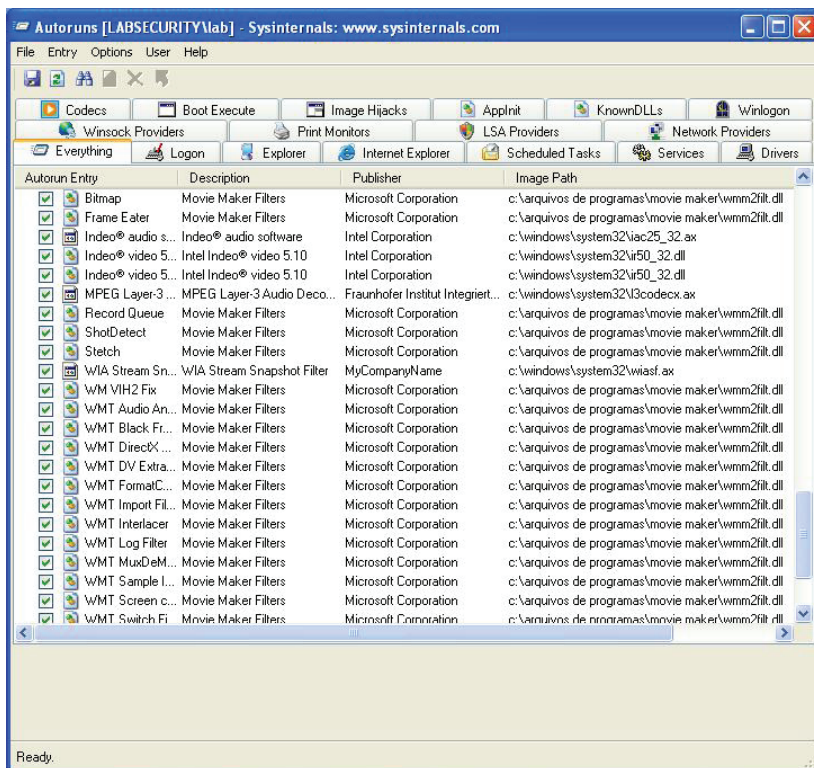 Autoruns [LABSECURITY\lab] - Sysinternals: www.sysinternals.com
File Entry Options User Help
Codecs Boot Execute Image Hijacks AppInit KnownDLLs Winlogon
Winsock Providers Print Monitors LSA Providers Network Providers
Everything Logon Explorer Internet Explorer Scheduled Tasks Services Drivers
Autorun Entry Description Publisher Image Path
Bitmap Movie Maker Filters Microsoft Corporation c:\arquivos de programas\movie maker\wmm2filt.dll
Frame Eater Movie Maker Filters Microsoft Corporation c:\arquivos de programas\movie maker\wmm2filt.dll
Indeo® audio s... Indeo® audio software Intel Corporation c:\windows\system32\iac25_32.ax
Indeo® video 5... Intel Indeo® video 5.10 Intel Corporation c:\windows\system32\ir50_32.dll
Indeo® video 5... Intel Indeo® video 5.10 Intel Corporation c:\windows\system32\ir50_32.dll
MPEG Layer-3 ... MPEG Layer-3 Audio Deco... Fraunhofer Institut Integriert... c:\windows\system32\l3codecx.ax
Record Queue Movie Maker Filters Microsoft Corporation c:\arquivos de programas\movie maker\wmm2filt.dll
ShotDetect Movie Maker Filters Microsoft Corporation c:\arquivos de programas\movie maker\wmm2filt.dll
Stetch Movie Maker Filters Microsoft Corporation c:\arquivos de programas\movie maker\wmm2filt.dll
WIA Stream Sn... WIA Stream Snapshot Filter MyCompanyName c:\windows\system32\wiasf.ax
WM VIH2 Fix Movie Maker Filters Microsoft Corporation c:\arquivos de programas\movie maker\wmm2filt.dll
WMT Audio An... Movie Maker Filters Microsoft Corporation c:\arquivos de programas\movie maker\wmm2filt.dll
WMT Black Fr... Movie Maker Filters Microsoft Corporation c:\arquivos de programas\movie maker\wmm2filt.dll
WMT DirectX ... Movie Maker Filters Microsoft Corporation c:\arquivos de programas\movie maker\wmm2filt.dll
WMT DV Extra... Movie Maker Filters Microsoft Corporation c:\arquivos de programas\movie maker\wmm2filt.dll
WMT FormatC... Movie Maker Filters Microsoft Corporation c:\arquivos de programas\movie maker\wmm2filt.dll
WMT Import Fil... Movie Maker Filters Microsoft Corporation c:\arquivos de programas\movie maker\wmm2filt.dll
WMT Interlacer Movie Maker Filters Microsoft Corporation c:\arquivos de programas\movie maker\wmm2filt.dll
WMT Log Filter Movie Maker Filters Microsoft Corporation c:\arquivos de programas\movie maker\wmm2filt.dll
WMT MuxDeM... Movie Maker Filters Microsoft Corporation c:\arquivos de programas\movie maker\wmm2filt.dll
WMT Sample I... Movie Maker Filters Microsoft Corporation c:\arquivos de programas\movie maker\wmm2filt.dll
WMT Screen c... Movie Maker Filters Microsoft Corporation c:\arquivos de programas\movie maker\wmm2filt.dll
WMT Switch Fi... Movie Maker Filters Microsoft Corporation c:\arquivos de programas\movie maker\wmm2filt.dll
Ready.